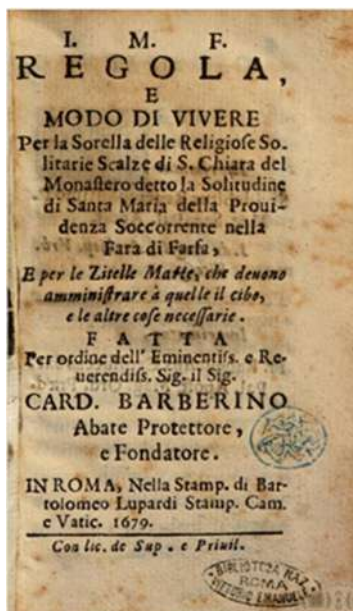 I. M. F.
REGOLA,
E
MODO DI VIVERE
Per la Sorella delle Religiose So-
litarie Scalze di S. Chiara del
Monastero detto la Solitudine
di Santa Maria della Proui-
denza Soccorrente nella
Fara di Farfa,
E per le Zitelle Matte, che deuono
amministrare à quelle il cibo,
e le altre cose necessarie.
FATTA
Per ordine dell' Eminentiss. e Re-
uerendiss. Sig. il Sig.
CARD. BARBERINO
Abate Protettore,
e Fondatore.
IN ROMA, Nella Stamp. di Bar-
tolomeo Lupardi Stamp. Cam.
e Vatic. 1679.
Con lic. de Sup. e Priuil.
BIBLIOTECA NAZ.
ROMA
VITTORIO EMANUELE